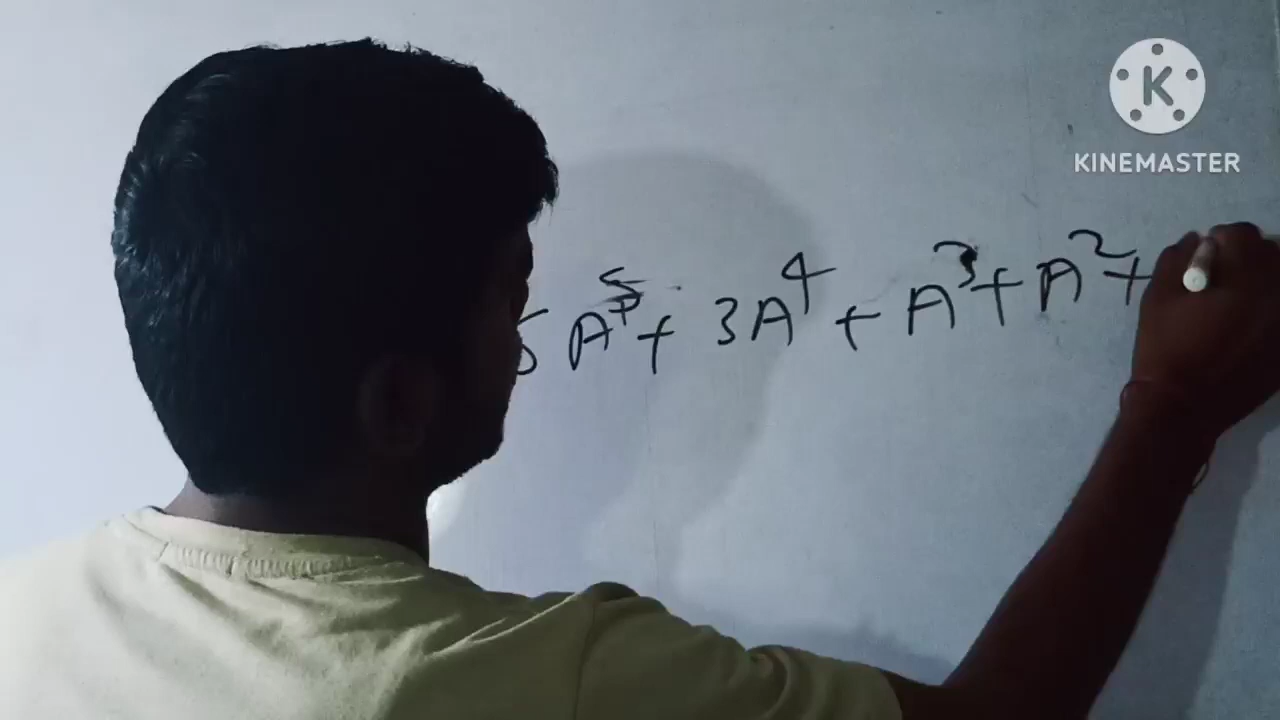 K
KINEMASTER
5A⁵ + 3A⁴ + A³ + A² +